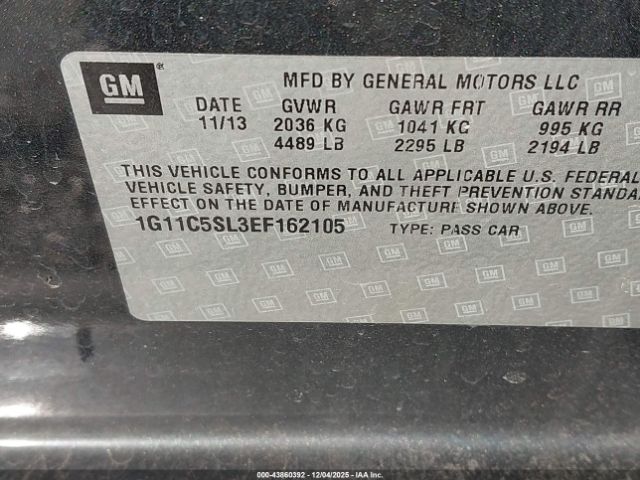 GM ®
MFD BY GENERAL MOTORS LLC
DATE GVWR GAWR FRT GAWR RR
11/13 2036 KG 1041 KG 995 KG
4489 LB 2295 LB 2194 LB
THIS VEHICLE CONFORMS TO ALL APPLICABLE U.S. FEDERAL
VEHICLE SAFETY, BUMPER, AND THEFT PREVENTION STANDAR
EFFECT ON THE DATE OF MANUFACTURE SHOWN ABOVE.
1G11C5SL3EF162105 TYPE: PASS CAR
000-43860392 - 12/04/2025 - IAA, Inc.